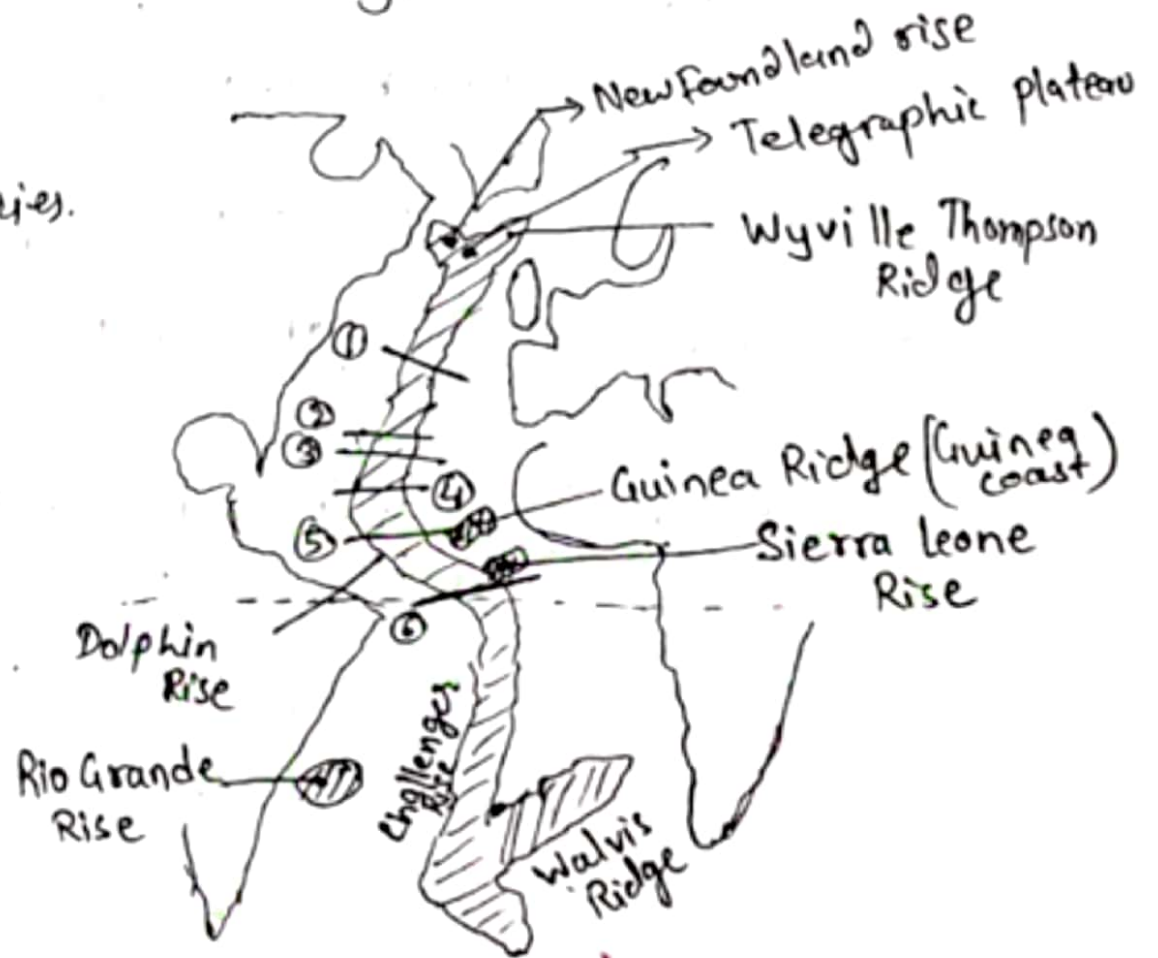 Newfoundland rise
Telegraphic plateau
ries.
Wyville Thompson
Ridge
①
②
③
④
Guinea Ridge (Guinea
coast)
⑤
Sierra leone
Rise
⑥
Dolphin
Rise
Challenger
Rise
Rio Grande
Rise
Walvis
Ridge